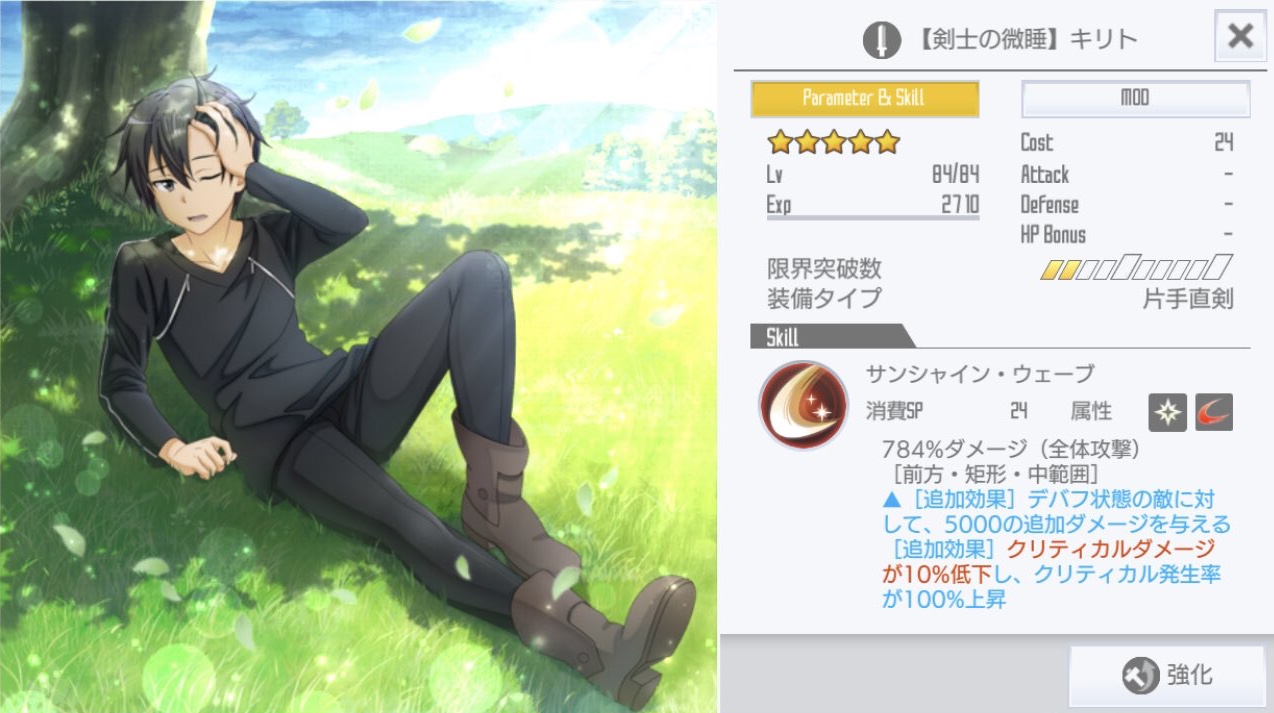 【剣士の微睡】キリト
Parameter & Skill
MOD
Lv 84/84
Exp 2710
Cost 24
Attack -
Defense -
HP Bonus -
限界突破数
装備タイプ 片手直剣
Skill
サンシャイン・ウェーブ
消費SP 24 属性
784%ダメージ（全体攻撃）
［前方・矩形・中範囲］
▲［追加効果］デバフ状態の敵に対
して、5000の追加ダメージを与える
［追加効果］クリティカルダメージ
が10%低下し、クリティカル発生率
が100%上昇
強化